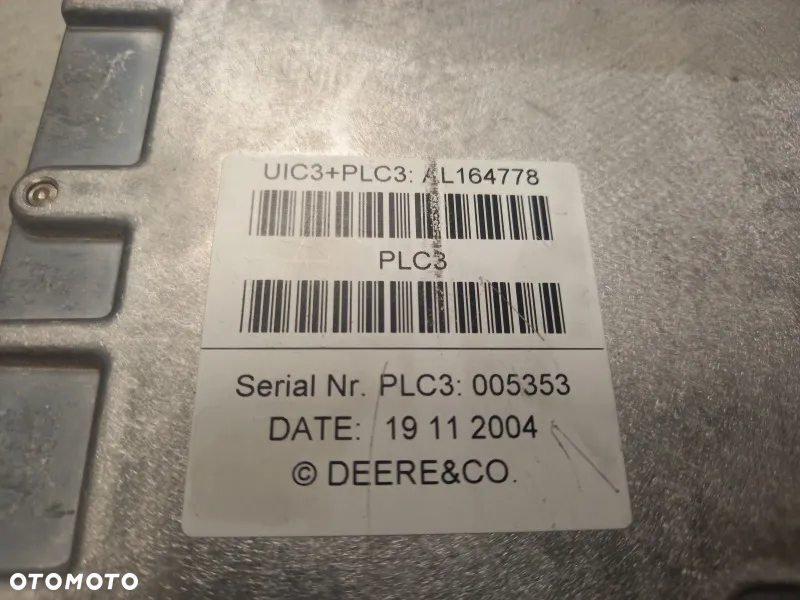 UIC3+PLC3: AL164778
PLC3
Serial Nr. PLC3: 005353
DATE: 19 11 2004
© DEERE&CO.
OTOMOTO